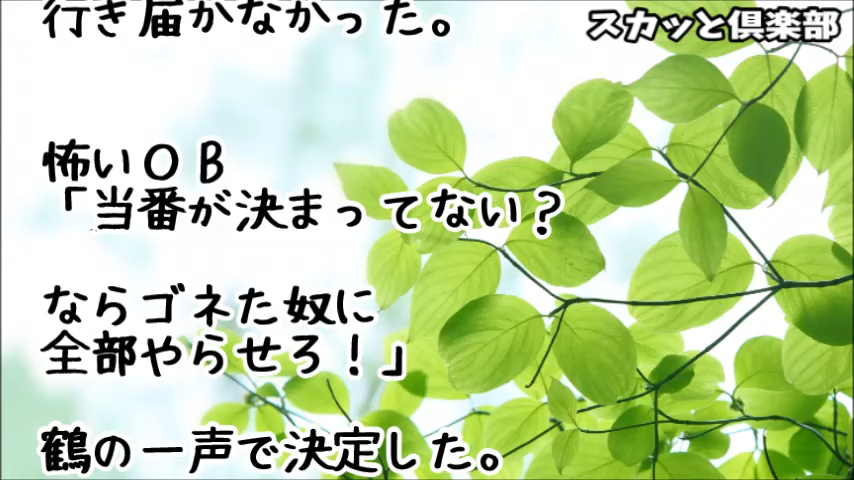 行き届かなかった。
スカッと倶楽部
怖いOB
「当番が決まってない?
ならゴネた奴に
全部やらせろ!」
鶴の一声で決定した。